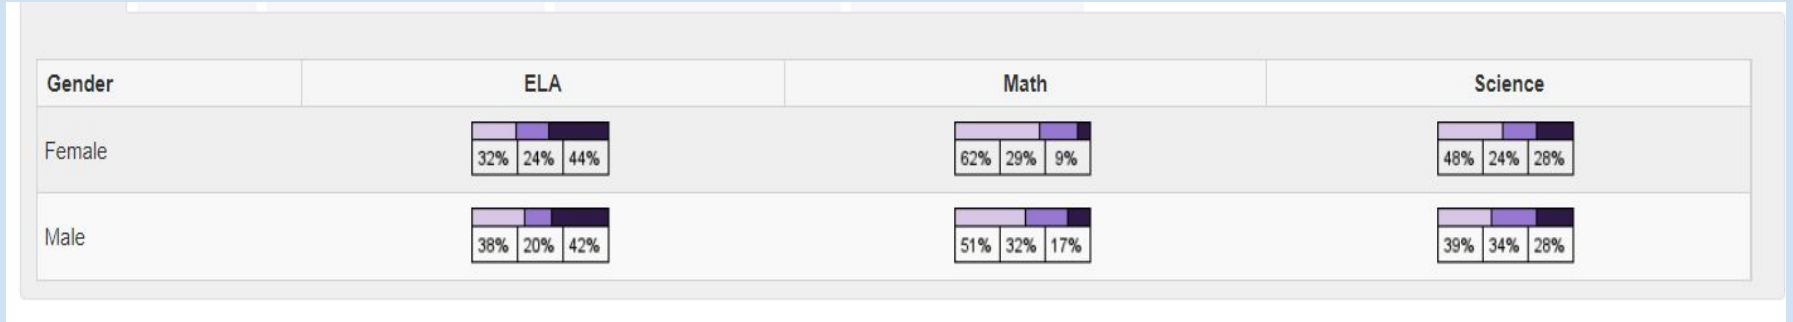 Gender ELA Math Science
Female 32% 24% 44% 62% 29% 9% 48% 24% 28%
Male 38% 20% 42% 51% 32% 17% 39% 34% 28%